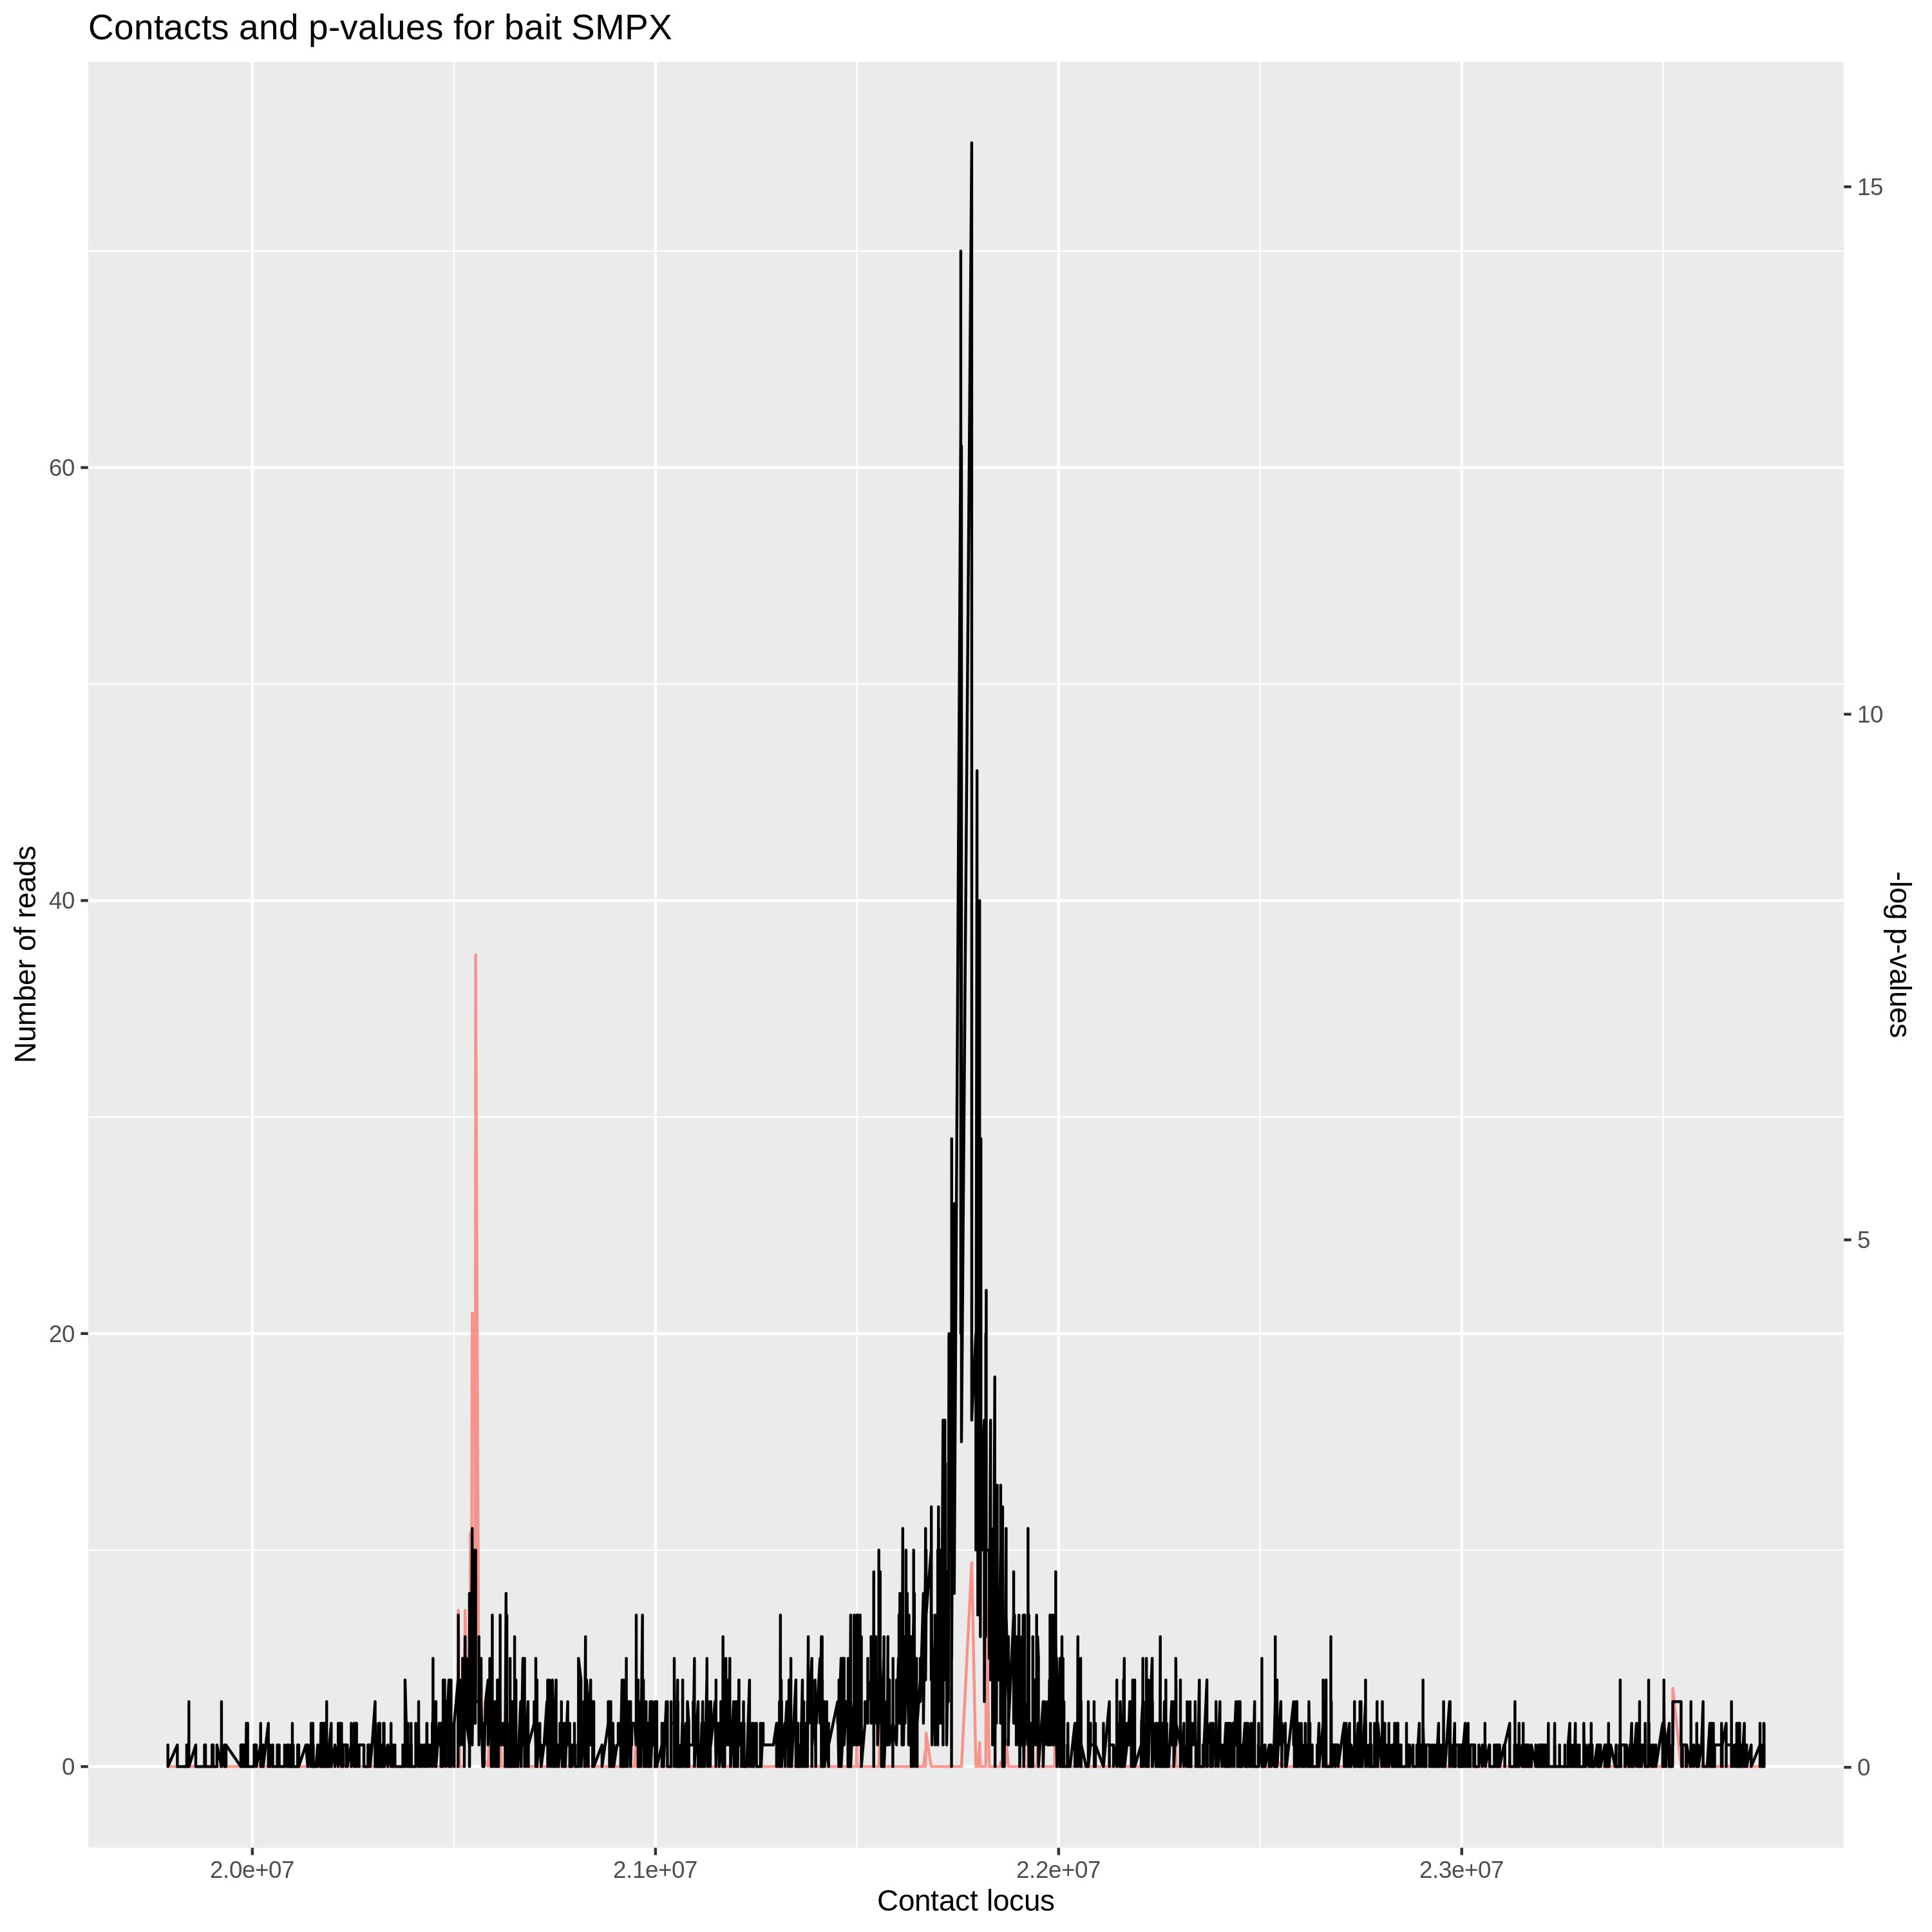 Contacts and p-values for bait SMPX
Number of reads
60
40
20
0
15
10
5
0
-log p-values
2.0e+07 2.1e+07 2.2e+07 2.3e+07
Contact locus